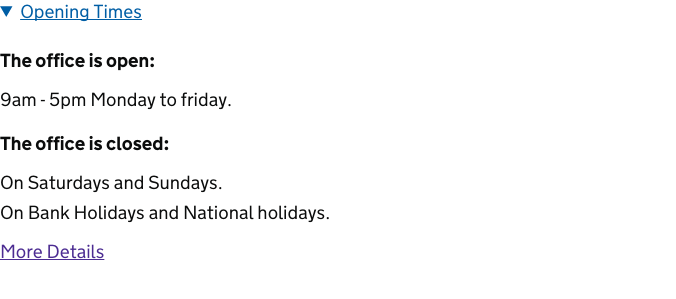 Opening Times
The office is open:
9am - 5pm Monday to friday.
The office is closed:
On Saturdays and Sundays.
On Bank Holidays and National holidays.
More Details